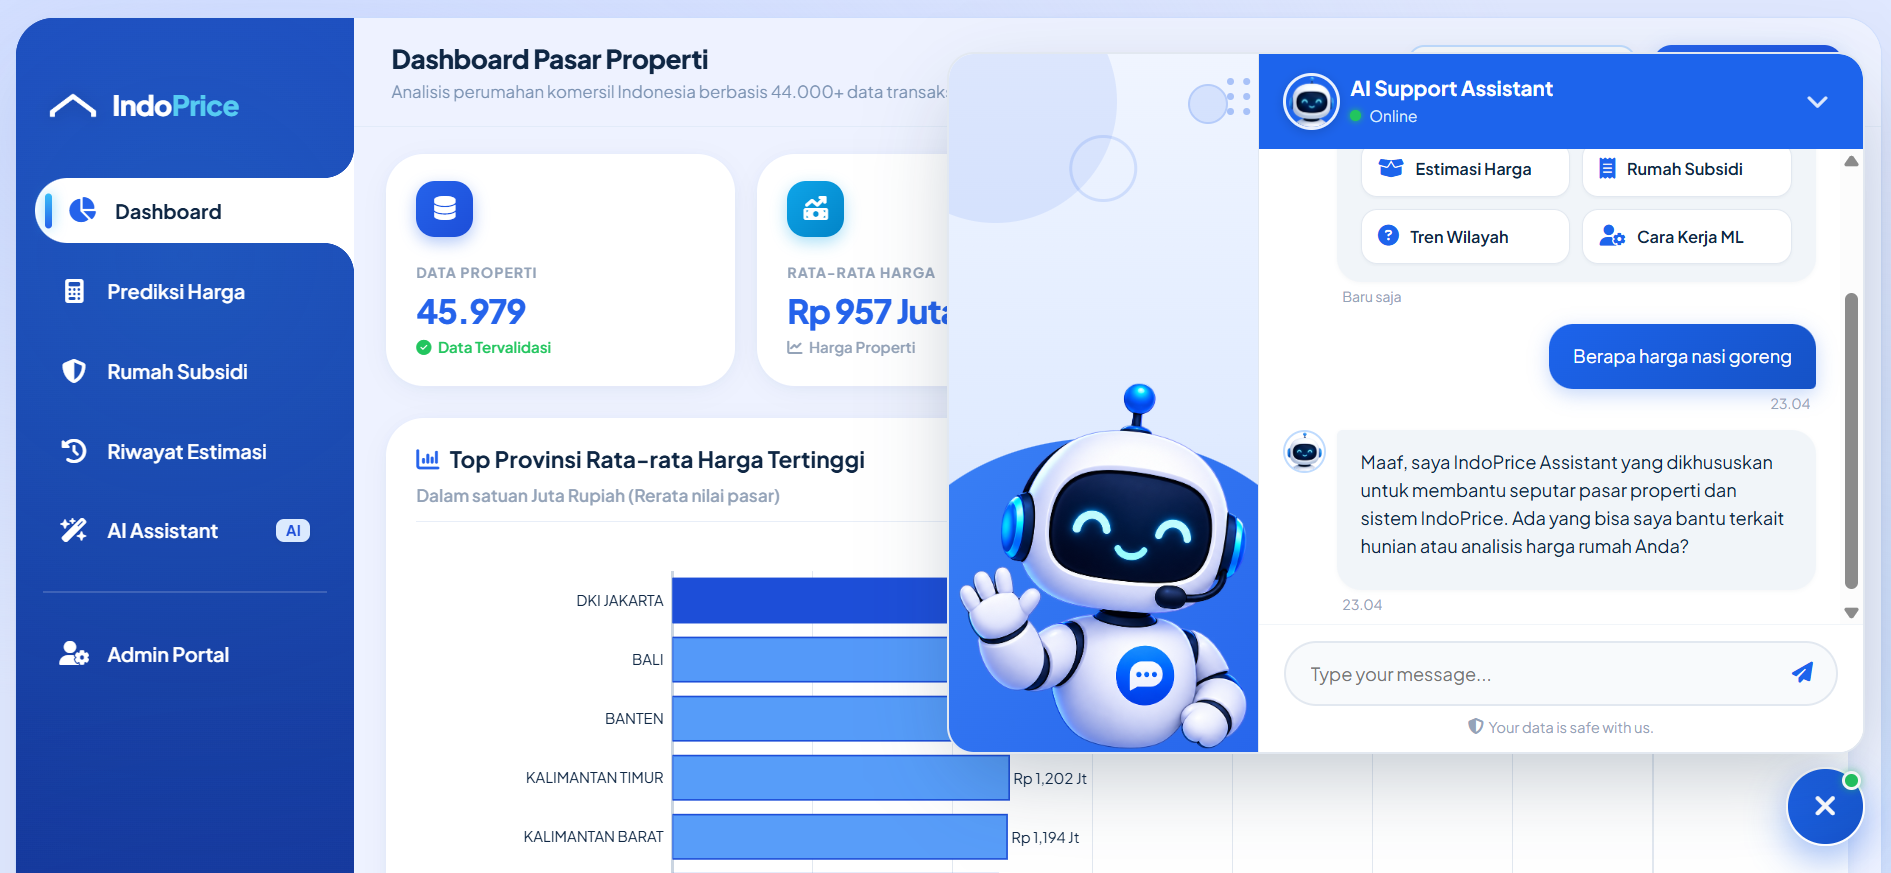 IndoPrice
Dashboard
Prediksi Harga
Rumah Subsidi
Riwayat Estimasi
AI Assistant
AI
Admin Portal
Dashboard Pasar Properti
Analisis perumahan komersil Indonesia berbasis 44.000+ data
DATA PROPERTI
45.979
Data Tervalidasi
RATA-RATA HARGA
Rp 957 Juta
Harga Properti
Top Provinsi Rata-rata Harga Tertinggi
Dalam satuan Juta Rupiah (Rerata nilai pasar)
DKI JAKARTA
BALI
BANTEN
KALIMANTAN TIMUR
Rp 1,202 Jt
KALIMANTAN BARAT
Rp 1,194 Jt
AI Support Assistant
Online
Estimasi Harga
Rumah Subsidi
Tren Wilayah
Cara Kerja ML
Baru saja
Berapa harga nasi goreng
23.04
Maaf, saya IndoPrice Assistant yang dikhususkan
untuk membantu seputar pasar properti dan
sistem IndoPrice. Ada yang bisa saya bantu terkait
hunian atau analisis harga rumah Anda?
23.04
Type your message...
Your data is safe with us.